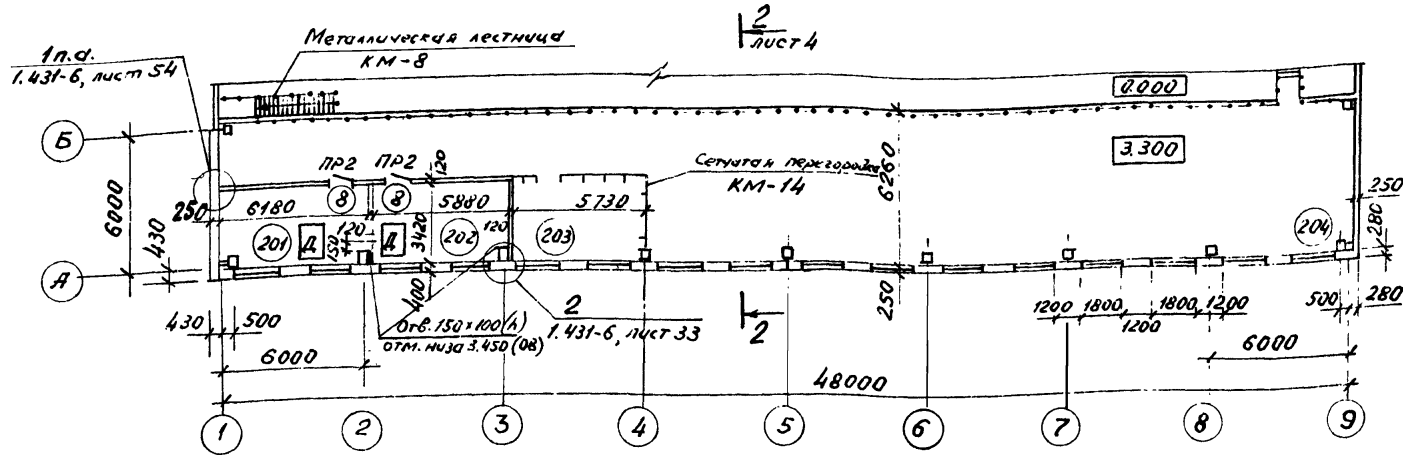 2
лист 4
Металлическая лестница
КМ-8
1 п.а.
1.431-6, лист 54
0.000
Б
3.300
ПР2 ПР2 120
Сетчатая перегородка
КМ-14
6000
6260
250 6180 8 8 5880 5730
250
430
201 Д 120 150 Д 3420 202 120 203
204
280
А
400
250
2
1.431-6, лист 33
2
430 500
Отв. 150×100(h)
отм. низа 3.450 (ОВ)
1200 1800 1200 1800 1200
500 280
6000
6000
48000
1 2 3 4 5 6 7 8 9